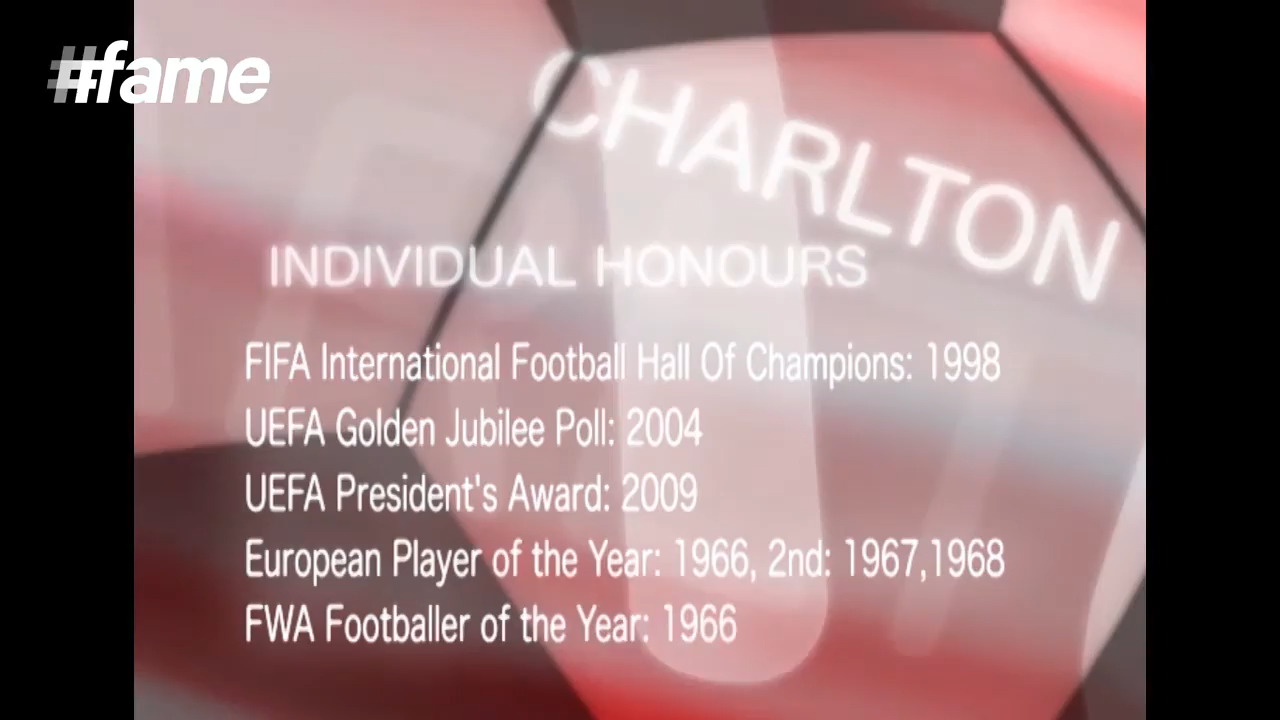 #fame
CHARLTON
INDIVIDUAL HONOURS
FIFA International Football Hall Of Champions: 1998
UEFA Golden Jubilee Poll: 2004
UEFA President's Award: 2009
European Player of the Year: 1966, 2nd: 1967,1968
FWA Footballer of the Year: 1966